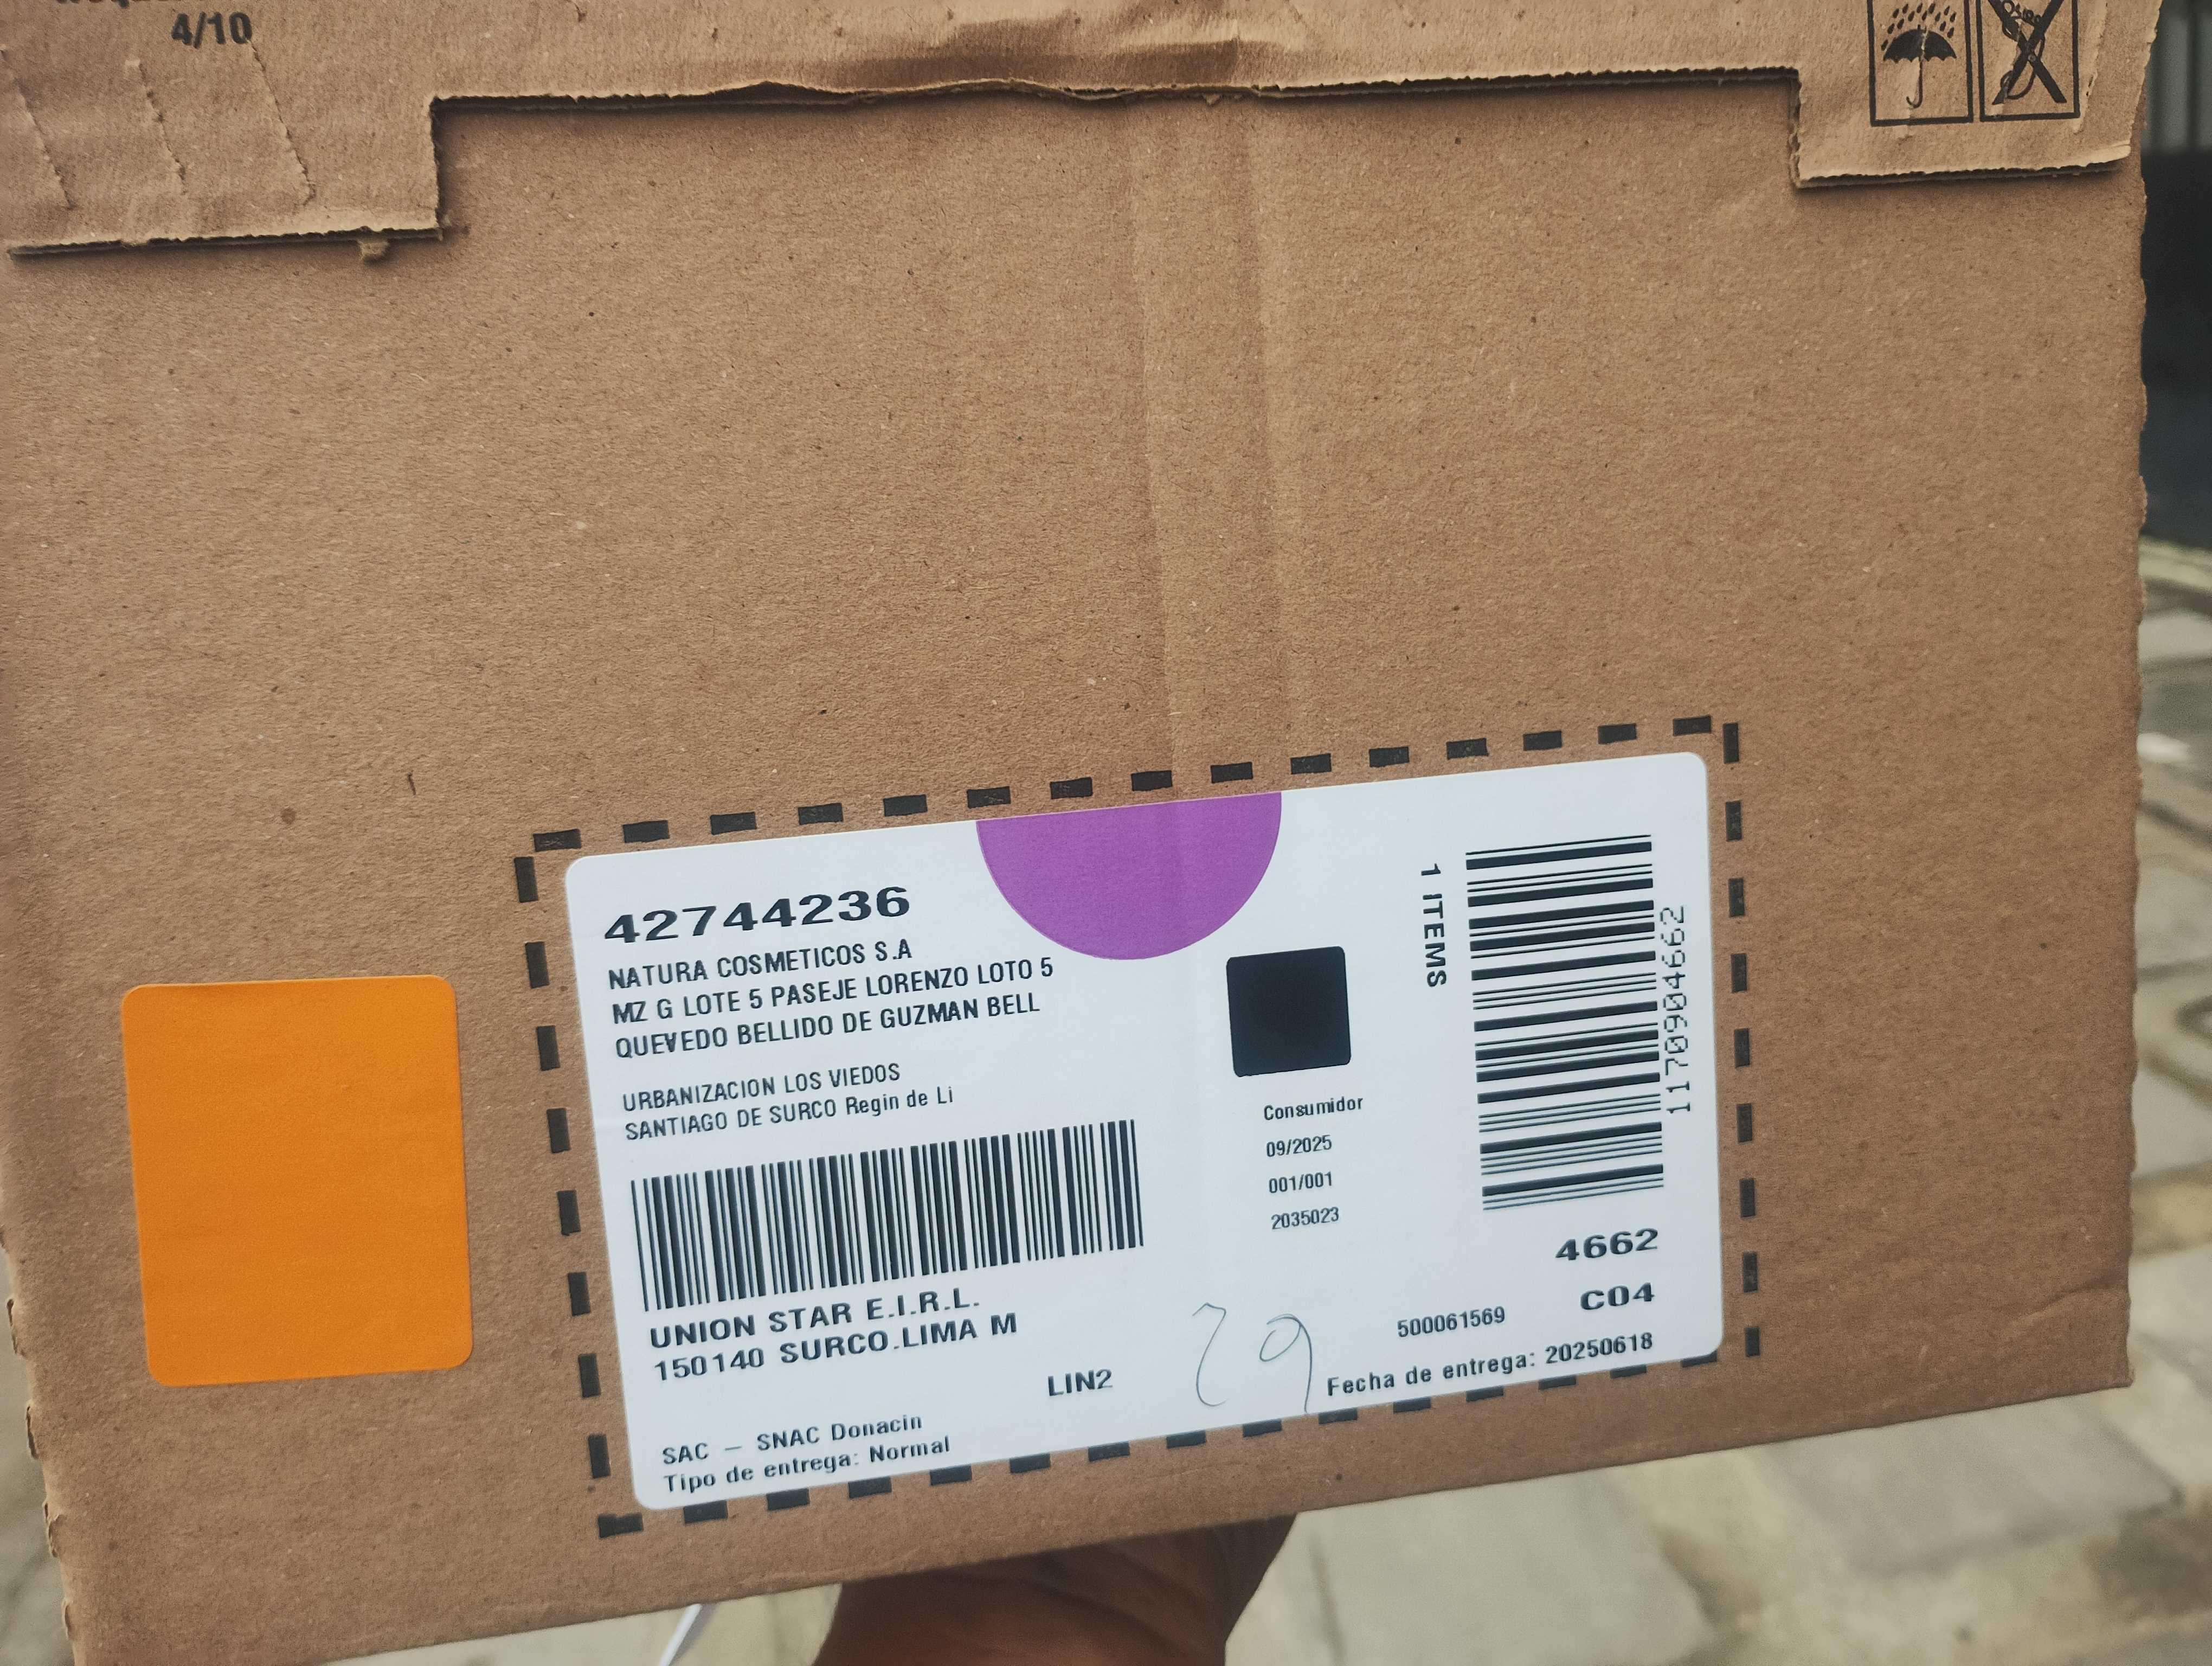 4/10
42744236
NATURA COSMETICOS S.A
MZ G LOTE 5 PASEJE LORENZO LOTO 5
QUEVEDO BELLIDO DE GUZMAN BELL
URBANIZACION LOS VIEDOS
SANTIAGO DE SURCO Regin de Li
UNION STAR E.I.R.L.
150140 SURCO.LIMA M
LIN2
SAC – SNAC Donacin
Tipo de entrega: Normal
1 ITEMS
11709904662
Consumidor
09/2025
001/001
2035023
4662
C04
500061569
29
Fecha de entrega: 20250618